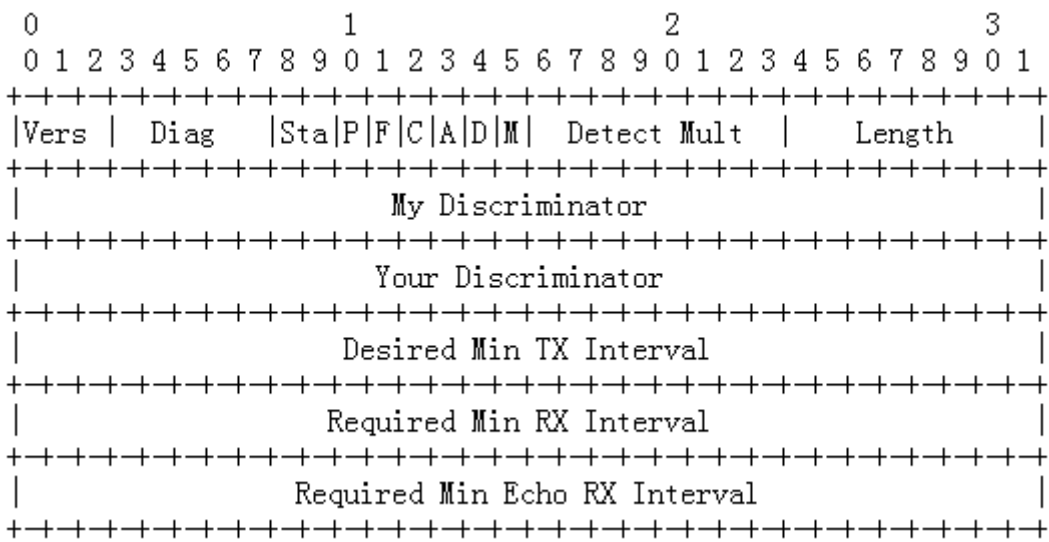 0                   1                   2                   3
 0 1 2 3 4 5 6 7 8 9 0 1 2 3 4 5 6 7 8 9 0 1 2 3 4 5 6 7 8 9 0 1
+-+-+-+-+-+-+-+-+-+-+-+-+-+-+-+-+-+-+-+-+-+-+-+-+-+-+-+-+-+-+-+-+
|Vers |  Diag   |Sta|P|F|C|A|D|M|  Detect Mult  |    Length     |
+-+-+-+-+-+-+-+-+-+-+-+-+-+-+-+-+-+-+-+-+-+-+-+-+-+-+-+-+-+-+-+-+
|                       My Discriminator                        |
+-+-+-+-+-+-+-+-+-+-+-+-+-+-+-+-+-+-+-+-+-+-+-+-+-+-+-+-+-+-+-+-+
|                      Your Discriminator                       |
+-+-+-+-+-+-+-+-+-+-+-+-+-+-+-+-+-+-+-+-+-+-+-+-+-+-+-+-+-+-+-+-+
|                    Desired Min TX Interval                    |
+-+-+-+-+-+-+-+-+-+-+-+-+-+-+-+-+-+-+-+-+-+-+-+-+-+-+-+-+-+-+-+-+
|                   Required Min RX Interval                    |
+-+-+-+-+-+-+-+-+-+-+-+-+-+-+-+-+-+-+-+-+-+-+-+-+-+-+-+-+-+-+-+-+
|                 Required Min Echo RX Interval                 |
+-+-+-+-+-+-+-+-+-+-+-+-+-+-+-+-+-+-+-+-+-+-+-+-+-+-+-+-+-+-+-+-+